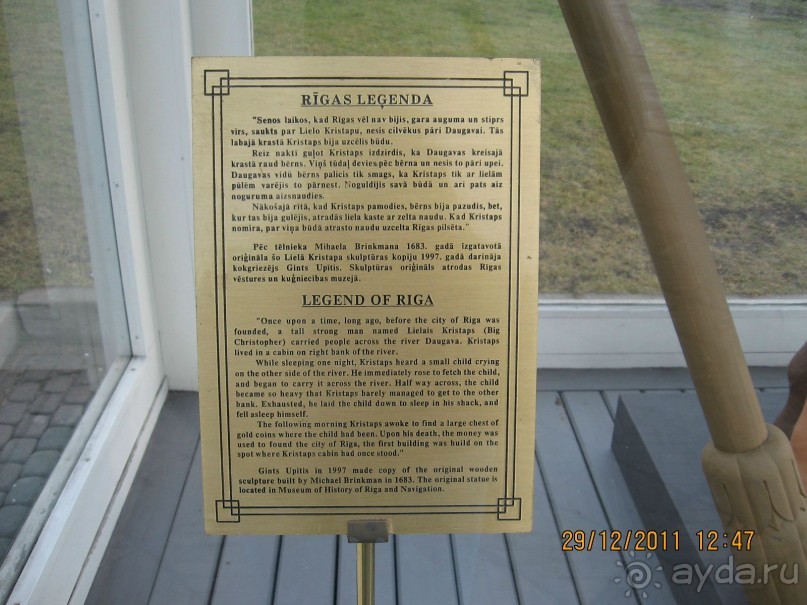 RĪGAS LEĢENDA
"Senos laikos, kad Rīgas vēl nav bijis, gara auguma un stiprs
vīrs, saukts par Lielo Kristapu, nesis cilvēkus pāri Daugavai. Tās
labajā krastā Kristaps bija uzcēlis būdu.
Reiz naktī guļot Kristaps izdzirdis, ka Daugavas kreisajā
krastā raud bērns. Viņš tūdaļ devies pēc bērna un nesis to pāri upei.
Daugavas vidū bērns palicis tik smags, ka Kristaps tik ar lielām
pūlēm varējis to pārnest. Noguldījis savā būdā un arī pats aiz
noguruma aizsnaudies.
Nākošajā rītā, kad Kristaps pamodies, bērns bija pazudis, bet,
kur tas bija gulējis, atradās liela kaste ar zelta naudu. Kad Kristaps
nomira, par viņa būdā atrasto naudu uzcelta Rīgas pilsēta."
Pēc tēlnieka Mihaela Brinkmana 1683. gadā izgatavotā
oriģināla šo Lielā Kristapa skulptūras kopiju 1997. gadā darināja
kokgriezējs Gints Upītis. Skulptūras oriģināls atrodas Rīgas
vēstures un kuģniecības muzejā.
LEGEND OF RIGA
"Once upon a time, long ago, before the city of Riga was
founded, a tall strong man named Lielais Kristaps (Big
Christopher) carried people across the river Daugava. Kristaps
lived in a cabin on right bank of the river.
While sleeping one night, Kristaps heard a small child crying
on the other side of the river. He immediately rose to fetch the child,
and began to carry it across the river. Half way across, the child
became so heavy that Kristaps barely managed to get to the other
bank. Exhausted, he laid the child down to sleep in his shack, and
fell asleep himself.
The following morning Kristaps awoke to find a large chest of
gold coins where the child had been. Upon his death, the money was
used to found the city of Riga, the first building was build on the
spot where Kristaps cabin had once stood."
Gints Upitis in 1997 made copy of the original wooden
sculpture built by Michael Brinkman in 1683. The original statue is
located in Museum of History of Riga and Navigation.
29/12/2011 12:47
ayda.ru